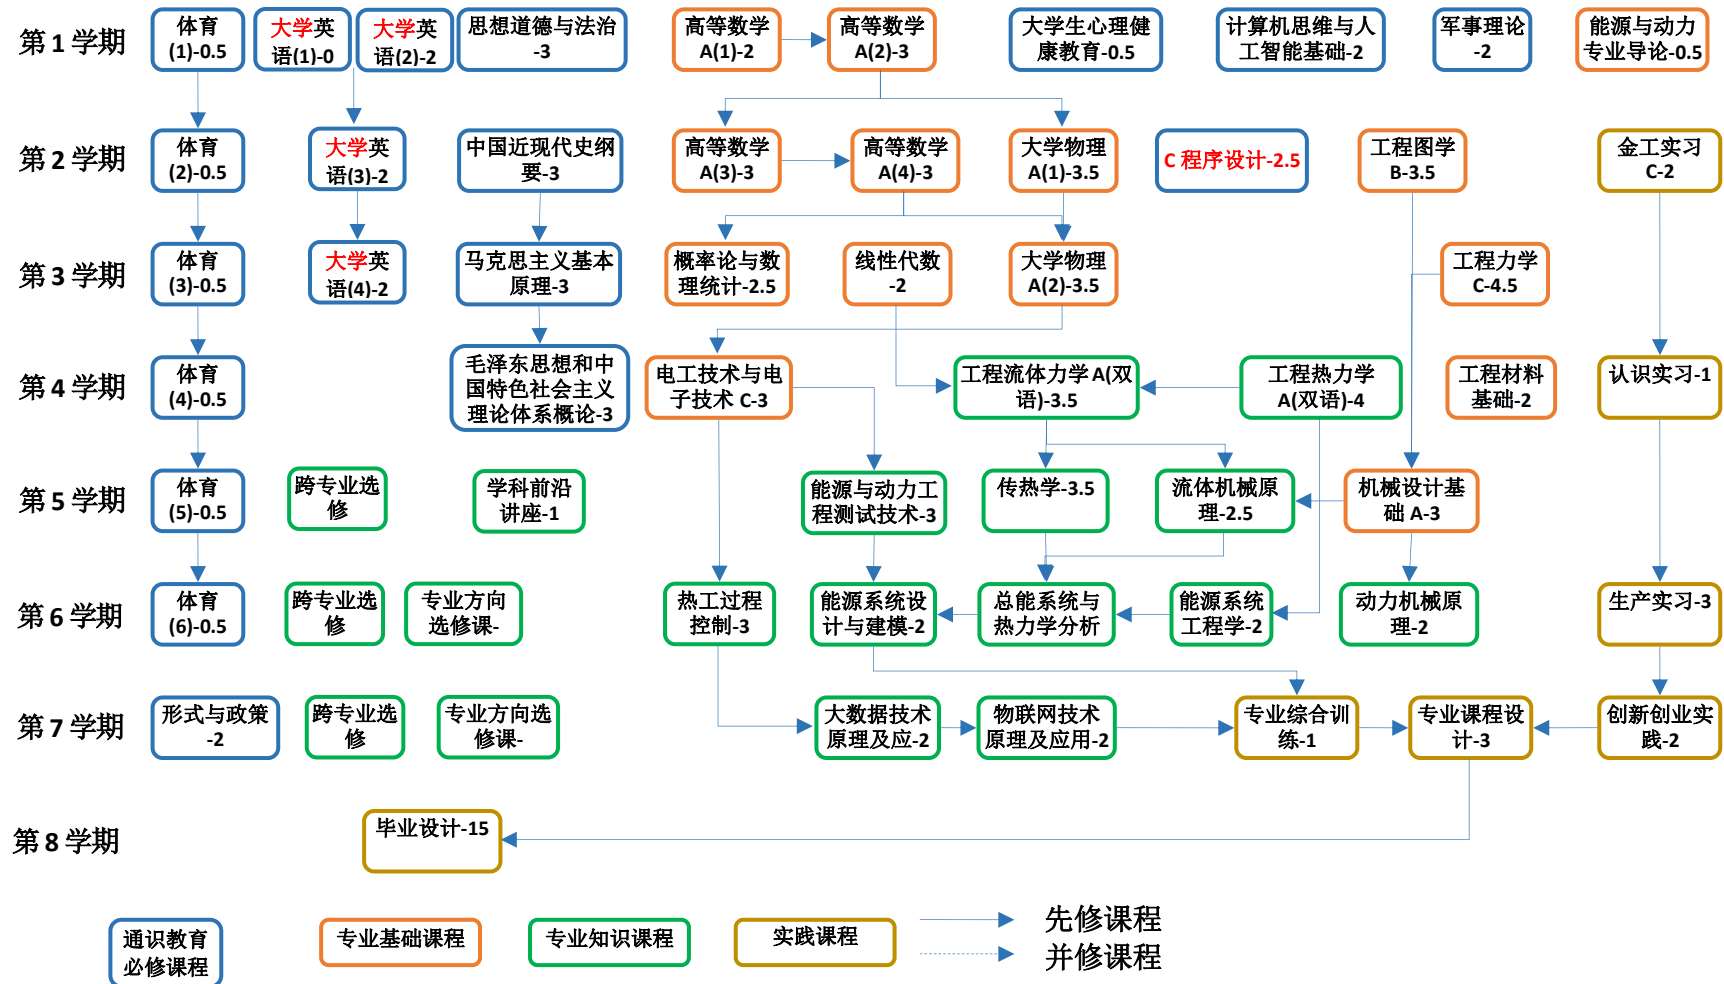 第 1 学期
体育
(1)-0.5
大学英
语(1)-0
大学英
语(2)-2
思想道德与法治
-3
高等数学
A(1)-2
高等数学
A(2)-3
大学生心理健
康教育-0.5
计算机思维与人
工智能基础-2
军事理论
-2
能源与动力
专业导论-0.5
第 2 学期
体育
(2)-0.5
大学英
语(3)-2
中国近现代史纲
要-3
高等数学
A(3)-3
高等数学
A(4)-3
大学物理
A(1)-3.5
C 程序设计-2.5
工程图学
B-3.5
金工实习
C-2
第 3 学期
体育
(3)-0.5
大学英
语(4)-2
马克思主义基本
原理-3
概率论与数
理统计-2.5
线性代数
-2
大学物理
A(2)-3.5
工程力学
C-4.5
第 4 学期
体育
(4)-0.5
毛泽东思想和中
国特色社会主义
理论体系概论-3
电工技术与电
子技术 C-3
工程流体力学 A(双
语)-3.5
工程热力学
A(双语)-4
工程材料
基础-2
认识实习-1
第 5 学期
体育
(5)-0.5
跨专业选
修
学科前沿
讲座-1
能源与动力工
程测试技术-3
传热学-3.5
流体机械原
理-2.5
机械设计基
础 A-3
第 6 学期
体育
(6)-0.5
跨专业选
修
专业方向
选修课-
热工过程
控制-3
能源系统设
计与建模-2
总能系统与
热力学分析
能源系统
工程学-2
动力机械原
理-2
生产实习-3
第 7 学期
形式与政策
-2
跨专业选
修
专业方向选
修课-
大数据技术
原理及应-2
物联网技术
原理及应用-2
专业综合训
练-1
专业课程设
计-3
创新创业实
践-2
第 8 学期
毕业设计-15
通识教育
必修课程
专业基础课程
专业知识课程
实践课程
先修课程
并修课程